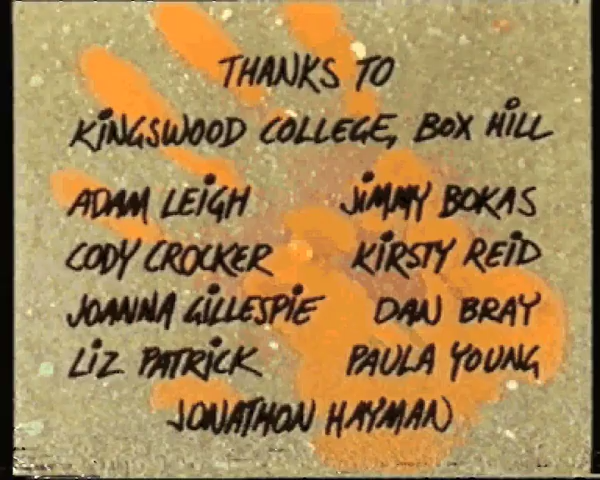 THANKS TO
KINGSWOOD COLLEGE, BOX HILL
ADAM LEIGH JIMMY BOKAS
CODY CROCKER KIRSTY REID
JOANNA GILLESPIE DAN BRAY
LIZ PATRICK PAULA YOUNG
JONATHON HAYMAN